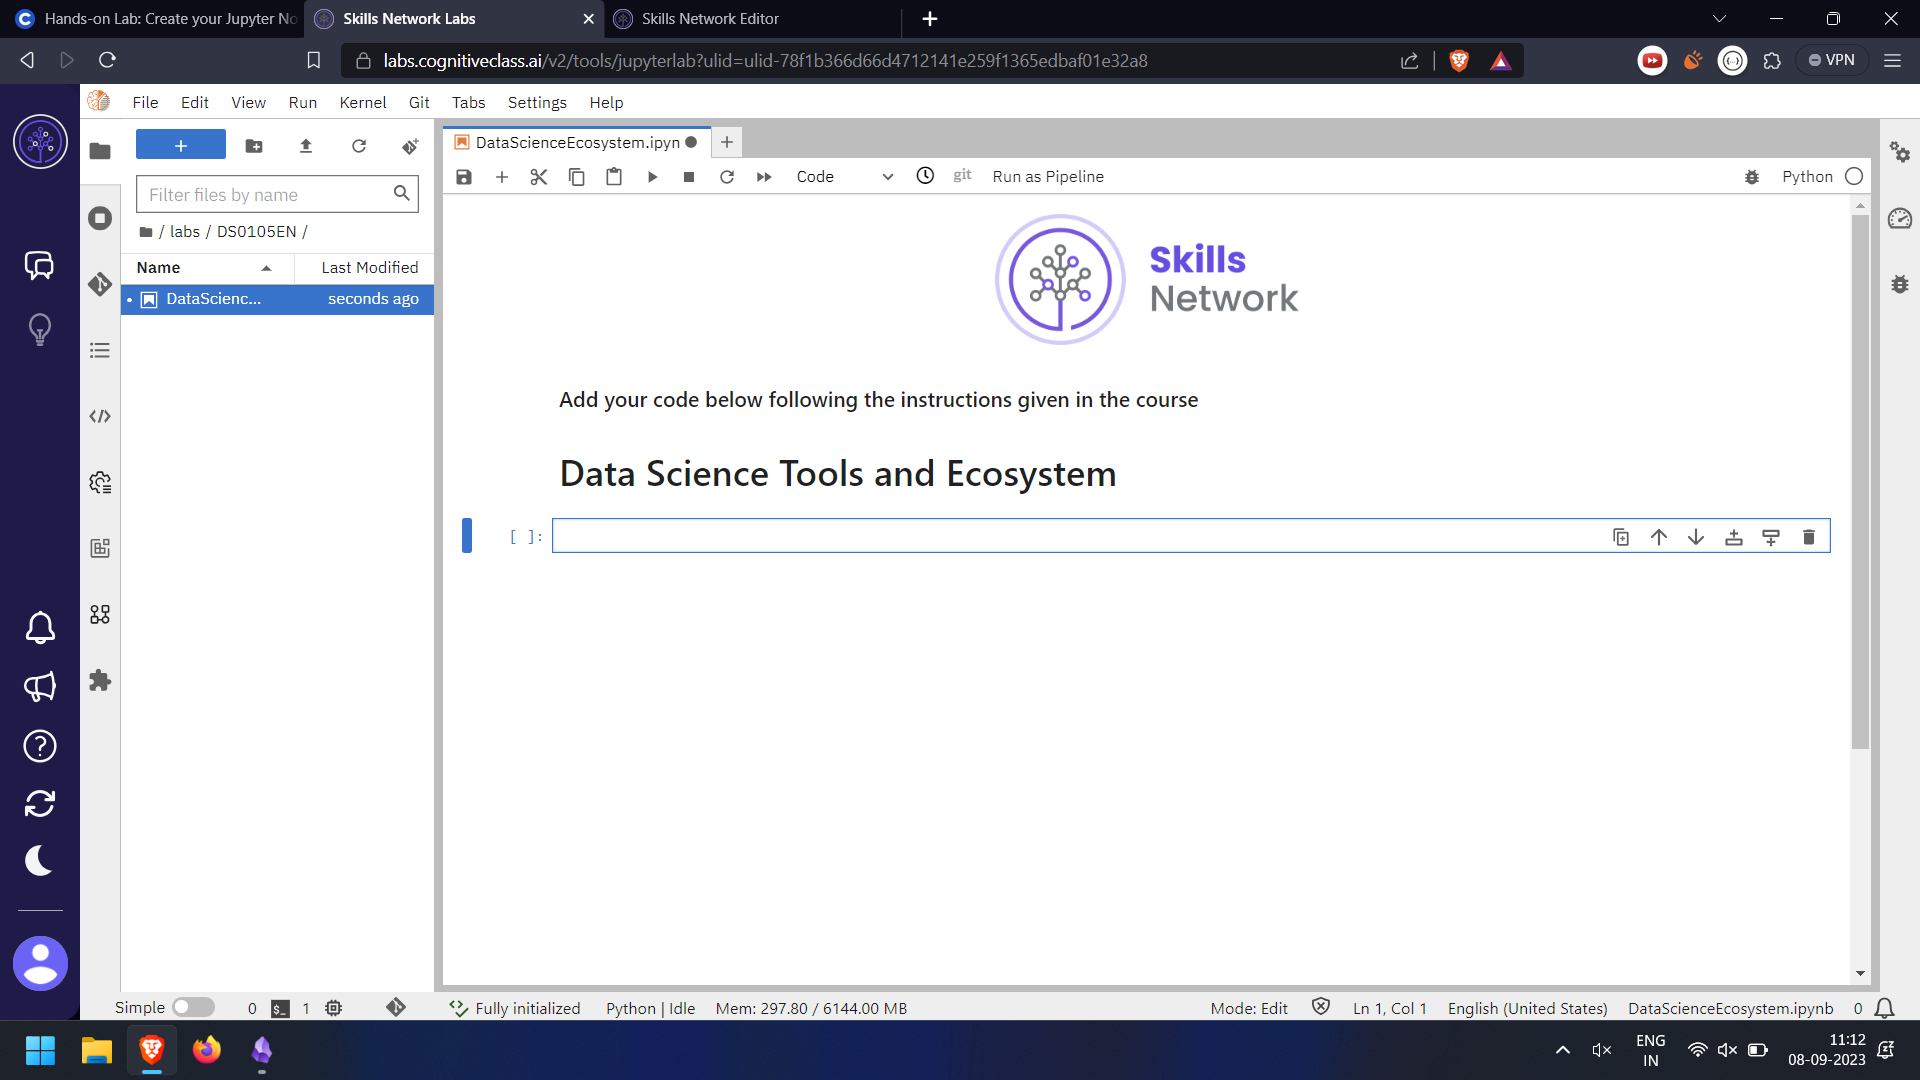 Hands-on Lab: Create your Jupyter No
Skills Network Labs
Skills Network Editor
labs.cognitiveclass.ai/v2/tools/jupyterlab?ulid=ulid-78f1b366d66d4712141e259f1365edbaf01e32a8
VPN
File Edit View Run Kernel Git Tabs Settings Help
DataScienceEcosystem.ipyn
Code
git
Run as Pipeline
Python
Filter files by name
/ labs / DS0105EN /
Name
Last Modified
DataScienc...
seconds ago
Skills
Network
Add your code below following the instructions given in the course
Data Science Tools and Ecosystem
[ ]:
Simple
0
$_
1
Fully initialized
Python | Idle
Mem: 297.80 / 6144.00 MB
Mode: Edit
Ln 1, Col 1
English (United States)
DataScienceEcosystem.ipynb
0
ENG
IN
11:12
08-09-2023